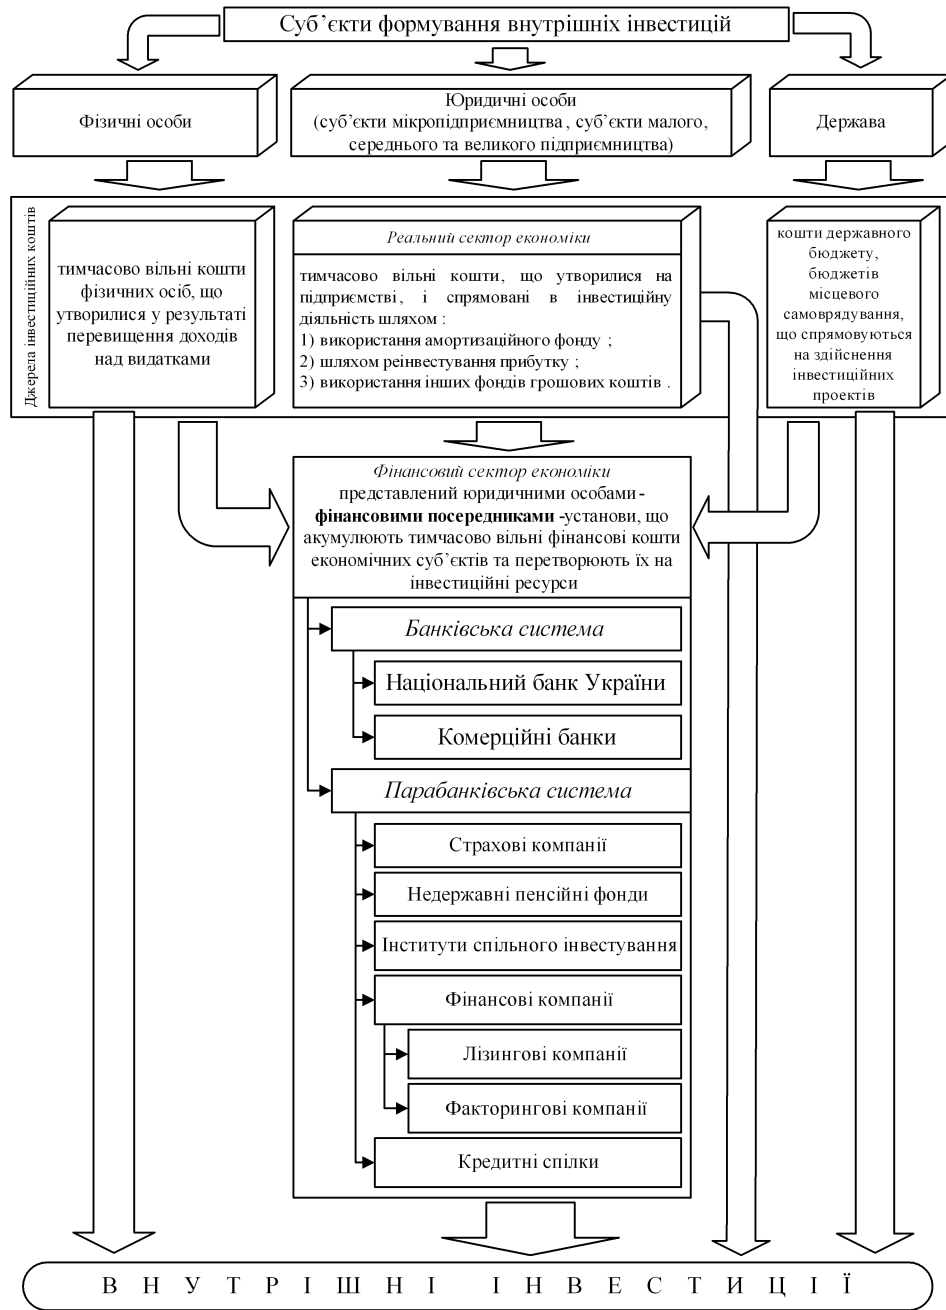 Суб’єкти формування внутрішніх інвестицій
Фізичні особи
Юридичні особи
(суб’єкти мікропідприємництва, суб’єкти малого,
середнього та великого підприємництва)
Держава
Джерела інвестиційних коштів
тимчасово вільні кошти
фізичних осіб, що
утворилися у результаті
перевищення доходів
над видатками
Реальний сектор економіки
тимчасово вільні кошти, що утворилися на
підприємстві, і спрямовані в інвестиційну
діяльність шляхом :
1) використання амортизаційного фонду ;
2) шляхом реінвестування прибутку ;
3) використання інших фондів грошових коштів .
кошти державного
бюджету,
бюджетів
місцевого
самоврядування,
що спрямовуються
на здійснення
інвестиційних
проектів
Фінансовий сектор економіки
представлений юридичними особами-
фінансовими посередниками -установи, що
акумулюють тимчасово вільні фінансові кошти
економічних суб’єктів та перетворюють їх на
інвестиційні ресурси
Банківська система
Національний банк України
Комерційні банки
Парабанківська система
Страхові компанії
Недержавні пенсійні фонди
Інститути спільного інвестування
Фінансові компанії
Лізингові компанії
Факторингові компанії
Кредитні спілки
В Н У Т Р І Ш Н І І Н В Е С Т И Ц І Ї